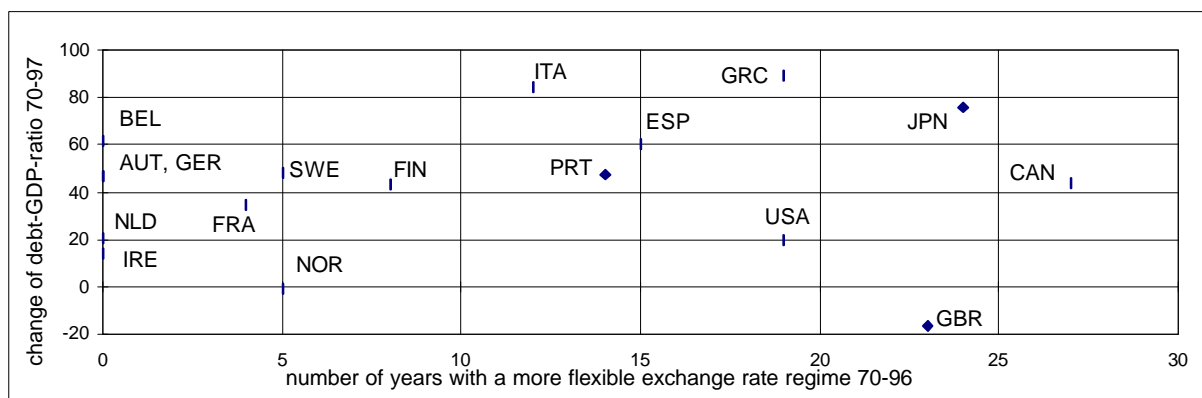 change of debt-GDP-ratio 70-97
100
80
60
40
20
0
-20
BEL
AUT, GER
NLD
IRE
FRA
SWE
NOR
FIN
ITA
PRT
ESP
GRC
USA
JPN
GBR
CAN
0 5 10 15 20 25 30
number of years with a more flexible exchange rate regime 70-96